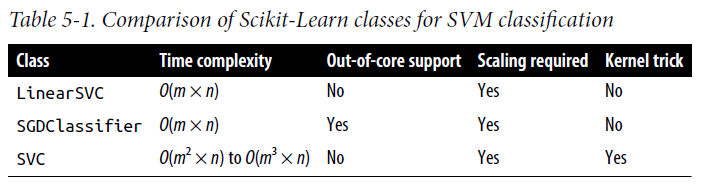 Table 5-1. Comparison of Scikit-Learn classes for SVM classification
Class Time complexity Out-of-core support Scaling required Kernel trick
LinearSVC O(m × n) No Yes No
SGDClassifier O(m × n) Yes Yes No
SVC O(m² × n) to O(m³ × n) No Yes Yes